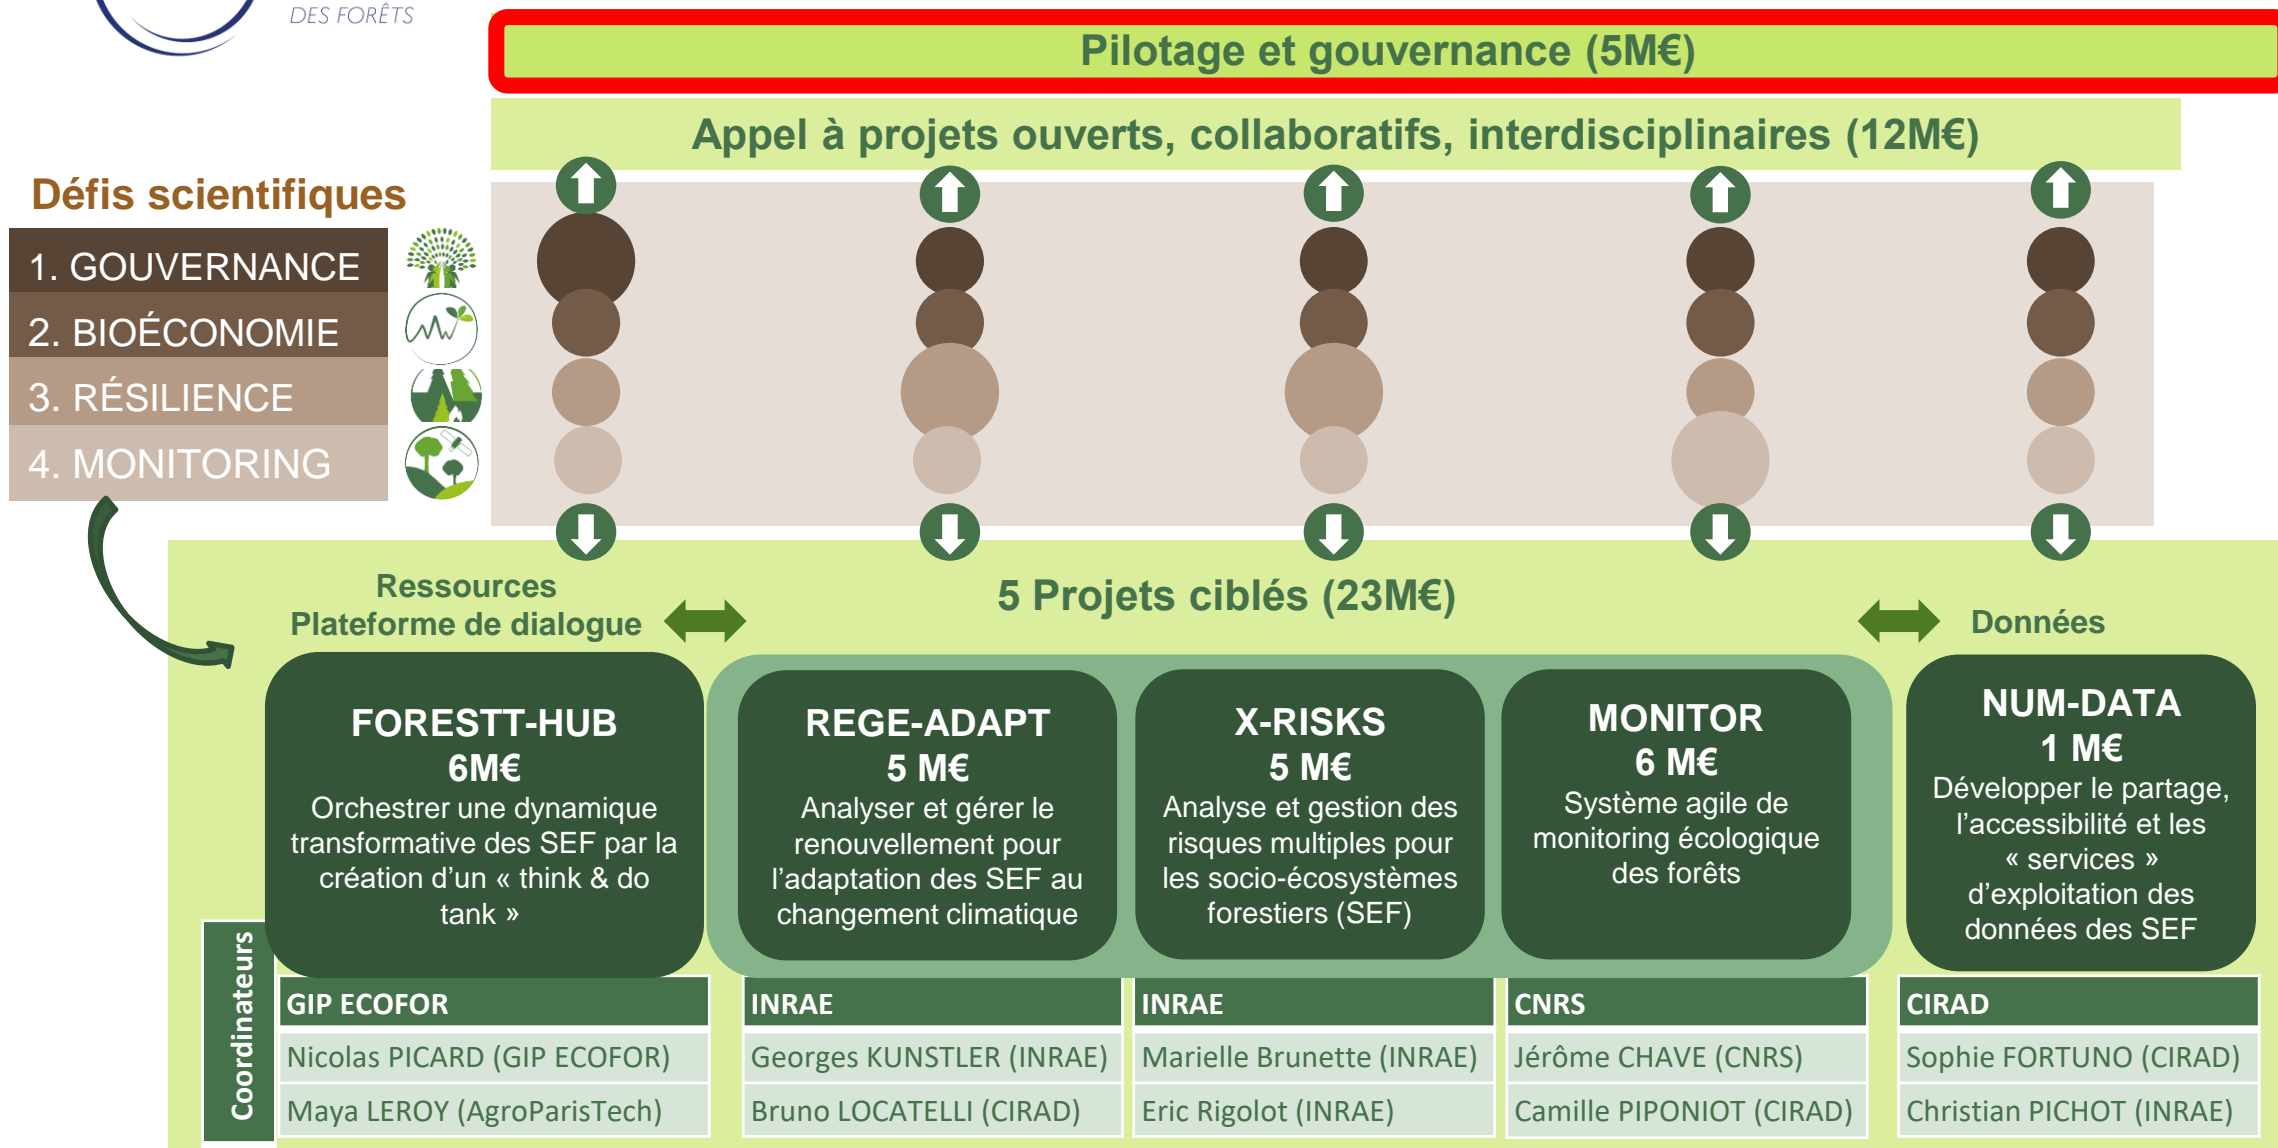 DES FORÊTS
Pilotage et gouvernance (5M€)
Appel à projets ouverts, collaboratifs, interdisciplinaires (12M€)
Défis scientifiques
1. GOUVERNANCE
2. BIOÉCONOMIE
3. RÉSILIENCE
4. MONITORING
Ressources
Plateforme de dialogue
5 Projets ciblés (23M€)
Données
FORESTT-HUB
6M€
Orchestrer une dynamique
transformative des SEF par la
création d'un « think & do
tank »
REGE-ADAPT
5 M€
Analyser et gérer le
renouvellement pour
l'adaptation des SEF au
changement climatique
X-RISKS
5 M€
Analyse et gestion des
risques multiples pour
les socio-écosystèmes
forestiers (SEF)
MONITOR
6 M€
Système agile de
monitoring écologique
des forêts
NUM-DATA
1 M€
Développer le partage,
l'accessibilité et les
« services »
d'exploitation des
données des SEF
Coordinateurs
GIP ECOFOR
Nicolas PICARD (GIP ECOFOR)
Maya LEROY (AgroParisTech)
INRAE
Georges KUNSTLER (INRAE)
Bruno LOCATELLI (CIRAD)
INRAE
Marielle Brunette (INRAE)
Eric Rigolot (INRAE)
CNRS
Jérôme CHAVE (CNRS)
Camille PIPONIOT (CIRAD)
CIRAD
Sophie FORTUNO (CIRAD)
Christian PICHOT (INRAE)